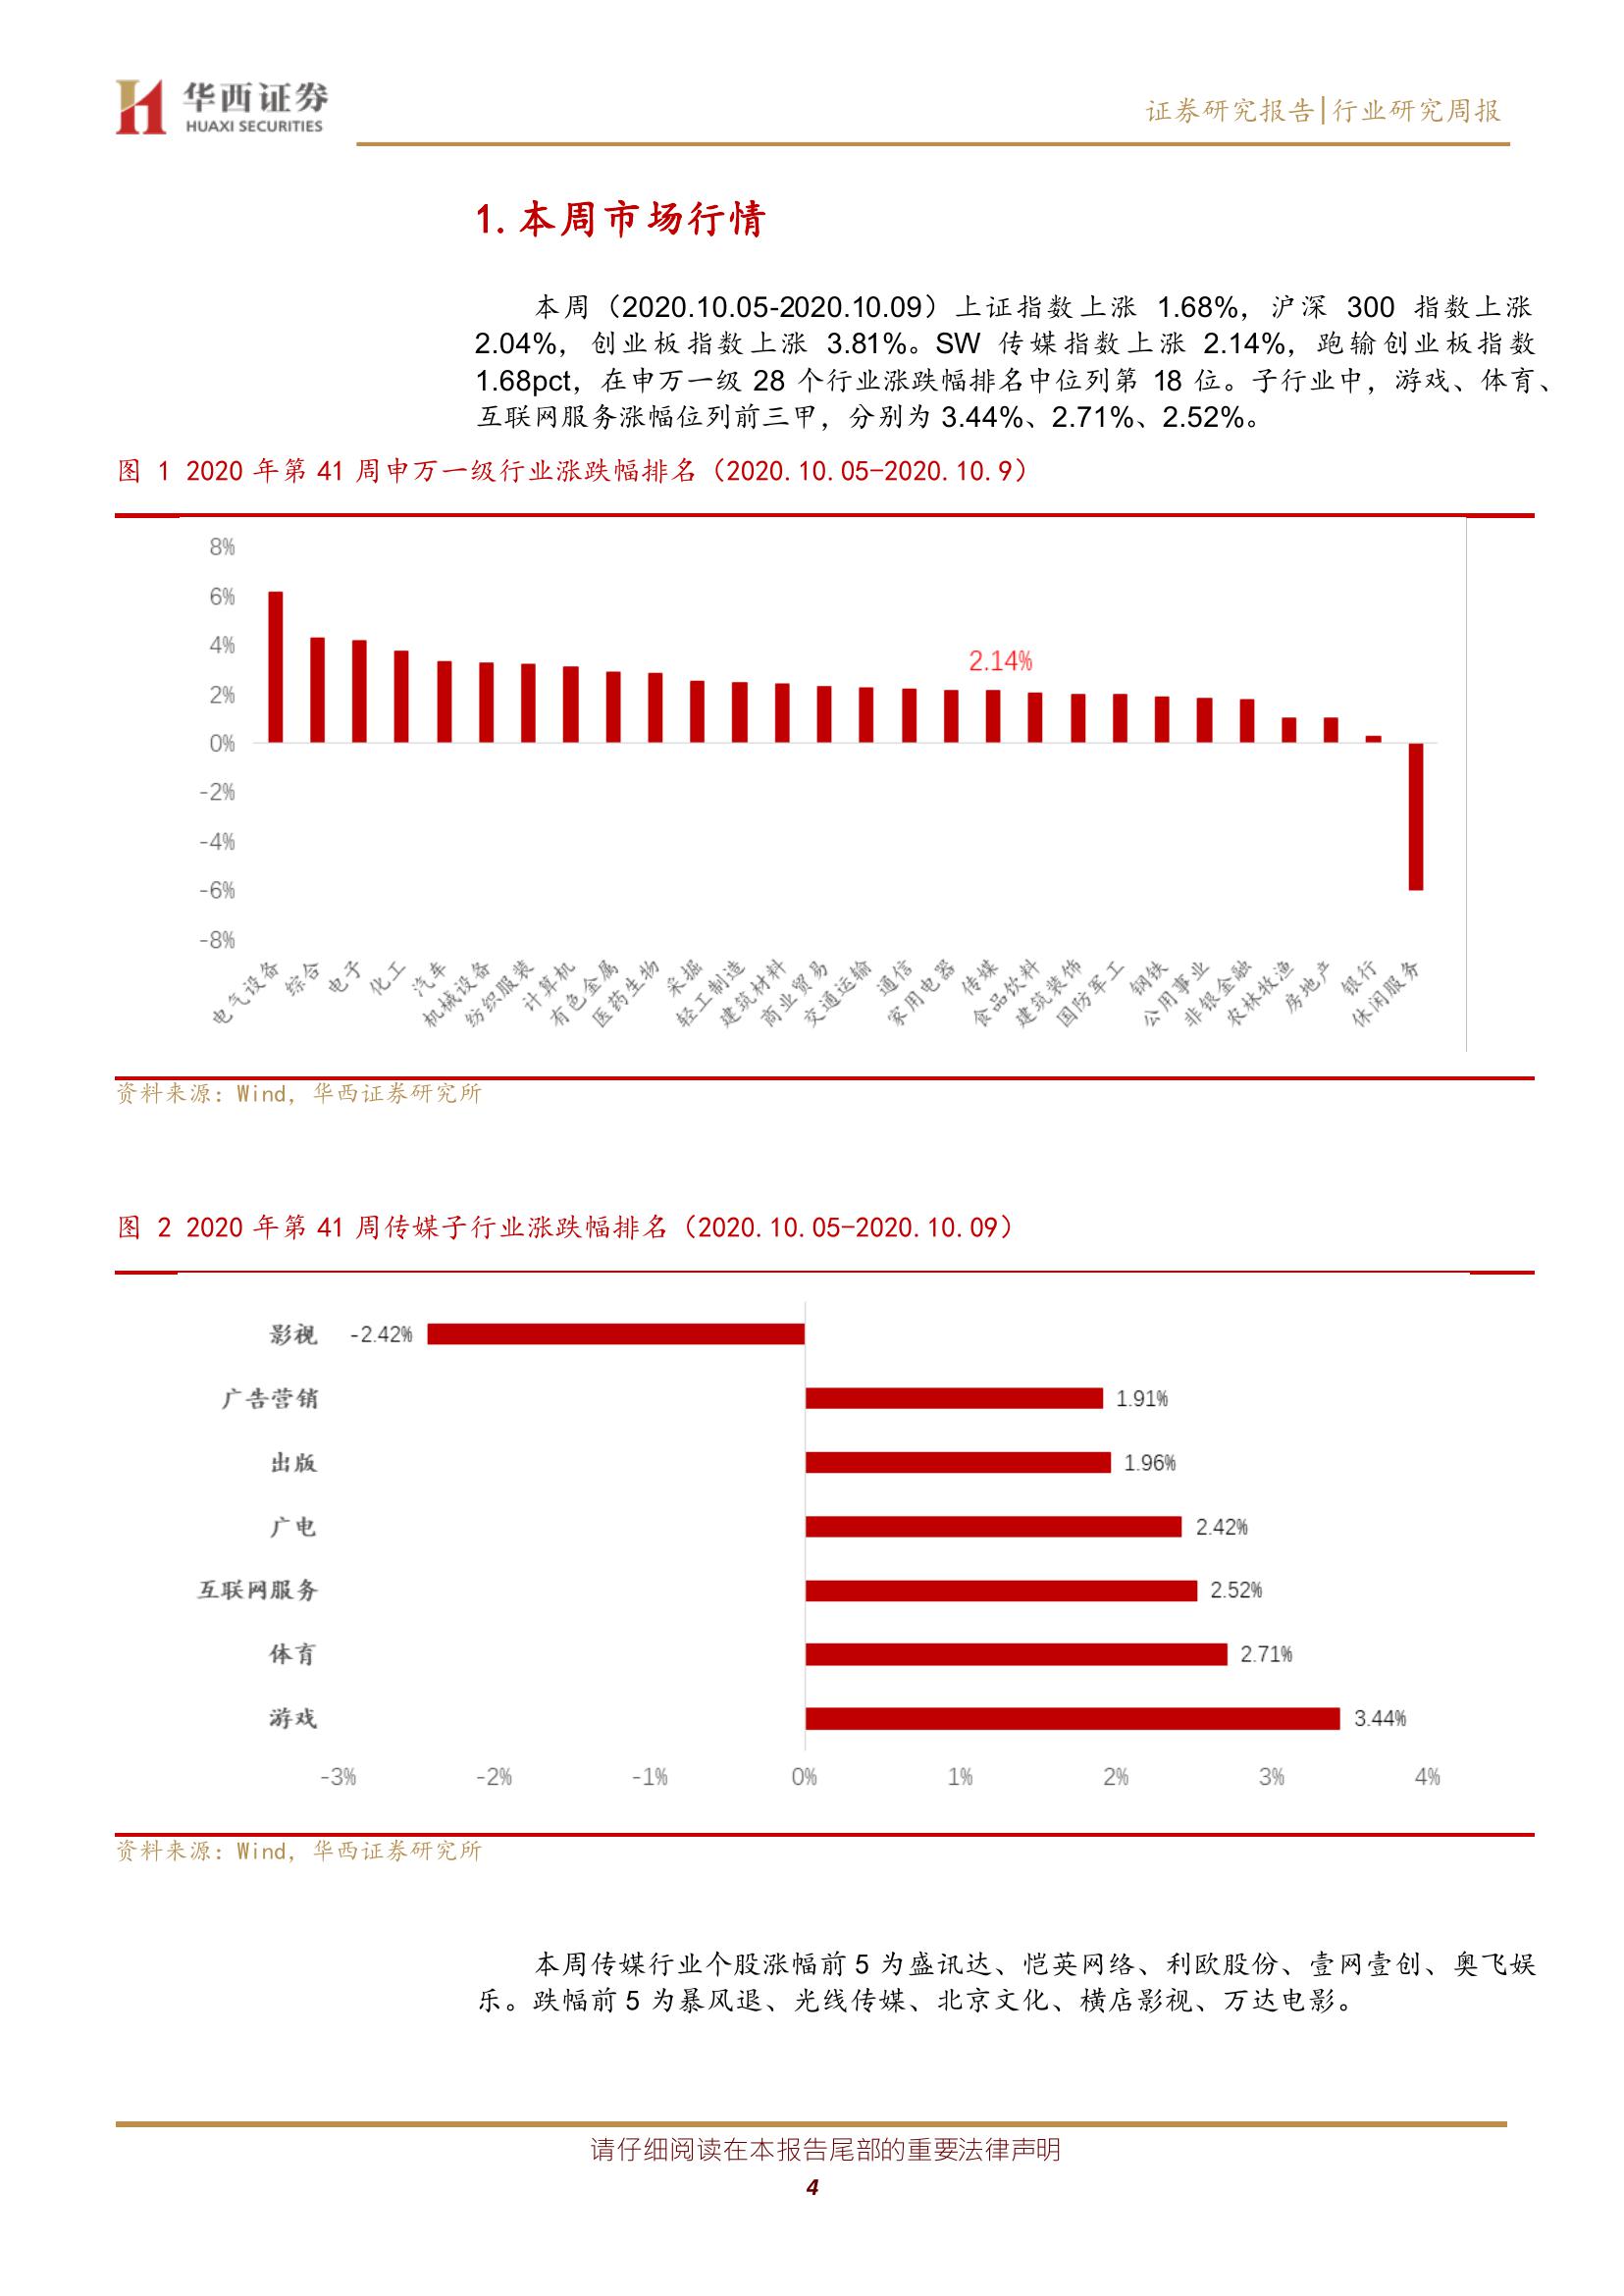 华西证券
HUAXI SECURITIES
证券研究报告|行业研究周报
1.本周市场行情
本周（2020.10.05-2020.10.09）上证指数上涨 1.68%，沪深 300 指数上涨
2.04%，创业板指数上涨 3.81%。SW 传媒指数上涨 2.14%，跑输创业板指数
1.68pct，在申万一级 28 个行业涨跌幅排名中位列第 18 位。子行业中，游戏、体育、
互联网服务涨幅位列前三甲，分别为 3.44%、2.71%、2.52%。
图 1 2020 年第 41 周申万一级行业涨跌幅排名（2020.10.05-2020.10.9）
8%
6%
4%
2%
0%
-2%
-4%
-6%
-8%
2.14%
电气设备
综合
电子
化工
汽车
机械设备
纺织服装
计算机
有色金属
医药生物
采掘
轻工制造
建筑材料
商业贸易
交通运输
通信
家用电器
传媒
食品饮料
建筑装饰
国防军工
钢铁
公用事业
非银金融
农林牧渔
房地产
银行
休闲服务
资料来源：Wind，华西证券研究所
图 2 2020 年第 41 周传媒子行业涨跌幅排名（2020.10.05-2020.10.09）
影视 -2.42%
广告营销 1.91%
出版 1.96%
广电 2.42%
互联网服务 2.52%
体育 2.71%
游戏 3.44%
-3% -2% -1% 0% 1% 2% 3% 4%
资料来源：Wind，华西证券研究所
本周传媒行业个股涨幅前 5 为盛讯达、恺英网络、利欧股份、壹网壹创、奥飞娱
乐。跌幅前 5 为暴风退、光线传媒、北京文化、横店影视、万达电影。
请仔细阅读在本报告尾部的重要法律声明
4